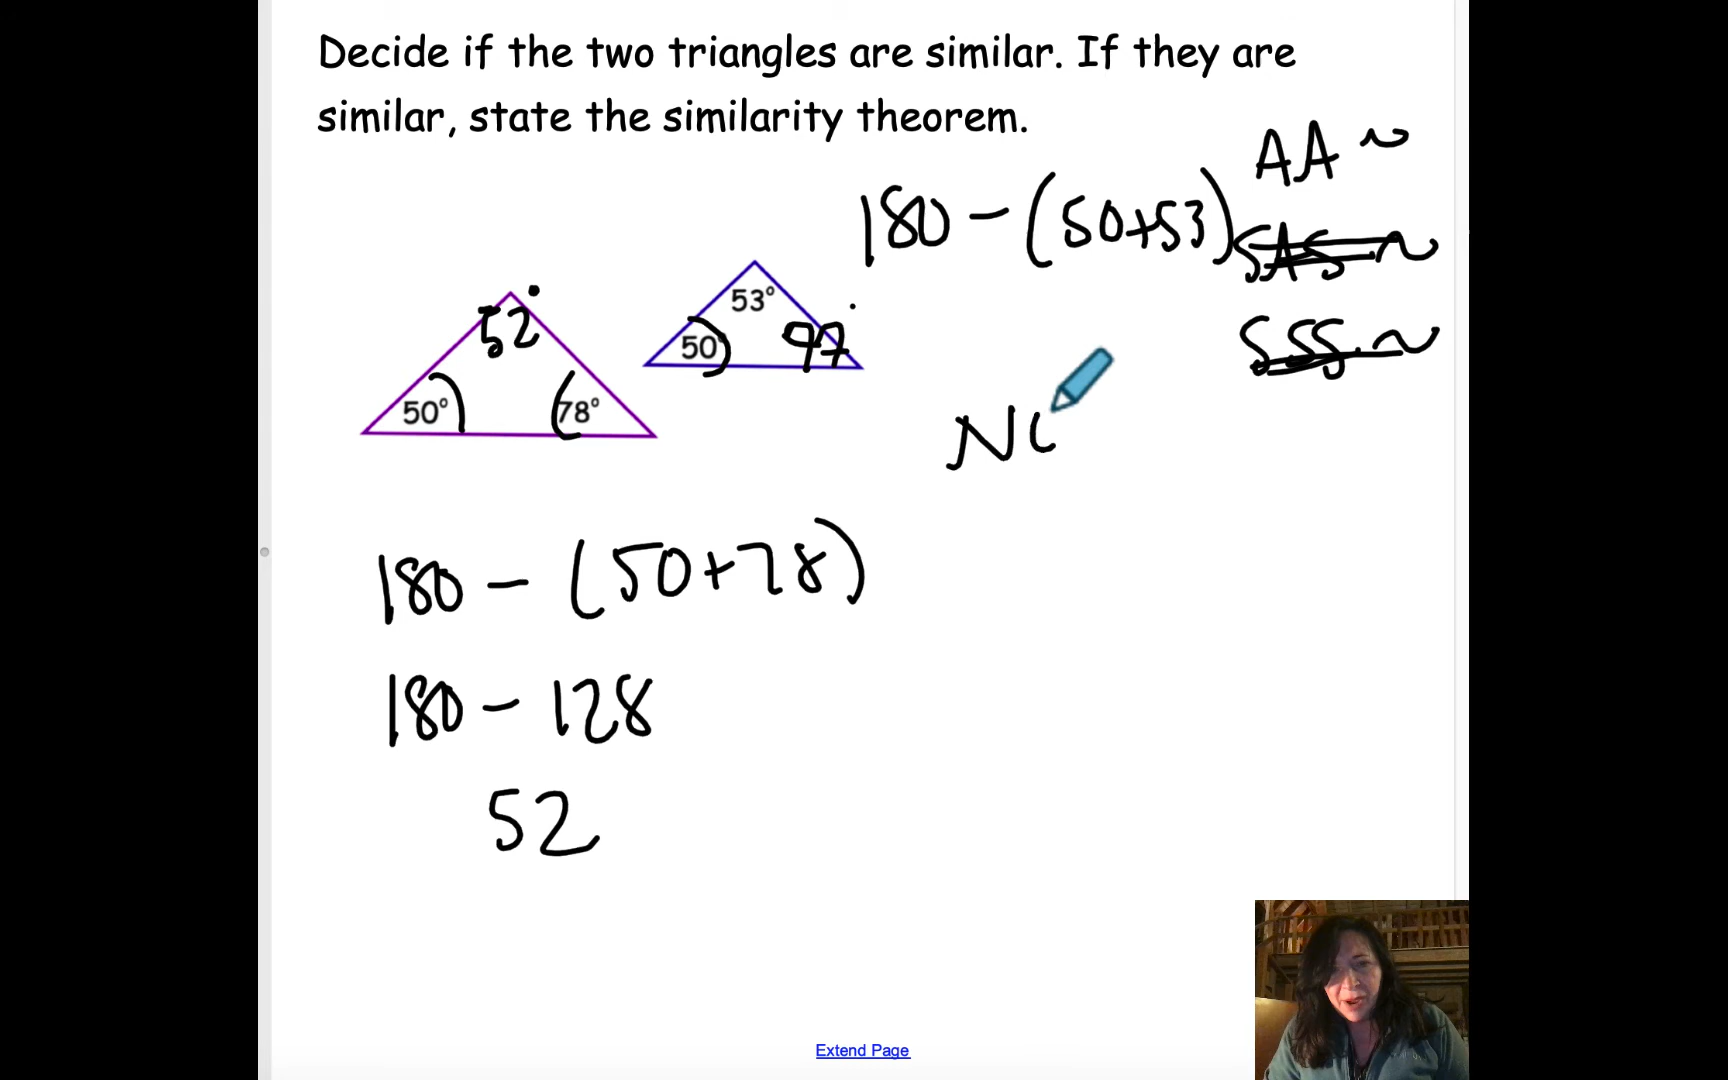 Decide if the two triangles are similar. If they are
similar, state the similarity theorem.
AA ~
180 - (50+53)
SAS ~
SSS ~
52°
50°
78°
53°
50°
97°
NO
180 - (50+78)
180 - 128
52
Extend Page